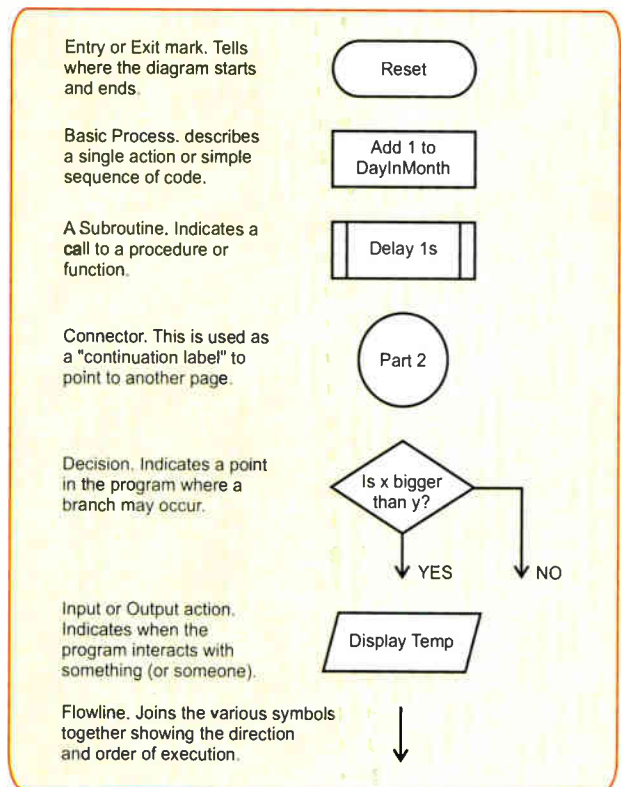 Entry or Exit mark. Tells
where the diagram starts
and ends.
Reset
Basic Process. describes
a single action or simple
sequence of code.
Add 1 to
DayInMonth
A Subroutine. Indicates a
call to a procedure or
function.
Delay 1s
Connector. This is used as
a "continuation label" to
point to another page.
Part 2
Decision. Indicates a point
in the program where a
branch may occur.
Is x bigger
than y?
YES
NO
Input or Output action.
Indicates when the
program interacts with
something (or someone).
Display Temp
Flowline. Joins the various symbols
together showing the direction
and order of execution.